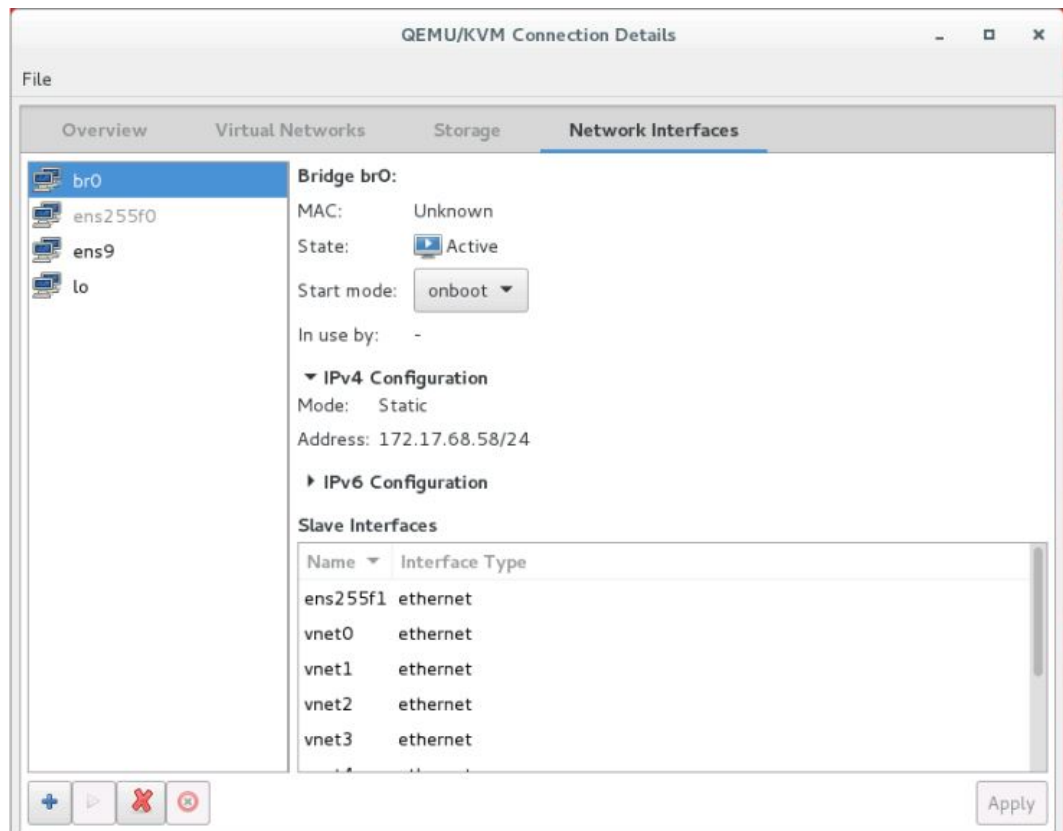 QEMU/KVM Connection Details
File
Overview Virtual Networks Storage Network Interfaces
br0
ens255f0
ens9
lo
Bridge br0:
MAC: Unknown
State: Active
Start mode: onboot
In use by: -
IPv4 Configuration
Mode: Static
Address: 172.17.68.58/24
IPv6 Configuration
Slave Interfaces
Name Interface Type
ens255f1 ethernet
vnet0 ethernet
vnet1 ethernet
vnet2 ethernet
vnet3 ethernet
Apply